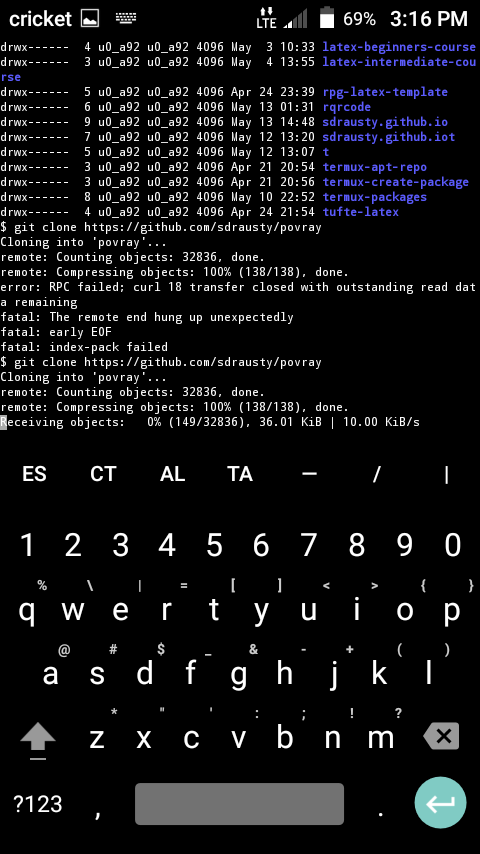 cricket LTE 69% 3:16 PM
drwx------  4 u0_a92 u0_a92 4096 May  3 10:33 latex-beginners-course
drwx------  3 u0_a92 u0_a92 4096 May  4 13:55 latex-intermediate-cou
rse
drwx------  5 u0_a92 u0_a92 4096 Apr 24 23:39 rpg-latex-template
drwx------  6 u0_a92 u0_a92 4096 May 13 01:31 rqrcode
drwx------  9 u0_a92 u0_a92 4096 May 13 14:48 sdrausty.github.io
drwx------  7 u0_a92 u0_a92 4096 May 12 13:20 sdrausty.github.iot
drwx------  5 u0_a92 u0_a92 4096 May 12 13:07 t
drwx------  3 u0_a92 u0_a92 4096 Apr 21 20:54 termux-apt-repo
drwx------  3 u0_a92 u0_a92 4096 Apr 21 20:56 termux-create-package
drwx------  8 u0_a92 u0_a92 4096 May 10 22:52 termux-packages
drwx------  4 u0_a92 u0_a92 4096 Apr 24 21:54 tufte-latex
$ git clone https://github.com/sdrausty/povray
Cloning into 'povray'...
remote: Counting objects: 32836, done.
remote: Compressing objects: 100% (138/138), done.
error: RPC failed; curl 18 transfer closed with outstanding read dat
a remaining
fatal: The remote end hung up unexpectedly
fatal: early EOF
fatal: index-pack failed
$ git clone https://github.com/sdrausty/povray
Cloning into 'povray'...
remote: Counting objects: 32836, done.
remote: Compressing objects: 100% (138/138), done.
Receiving objects:   0% (149/32836), 36.01 KiB | 10.00 KiB/s
ES CT AL TA — / |
1 2 3 4 5 6 7 8 9 0
% \ | = [ ] < > { }
q w e r t y u i o p
@ # $ _ & - + ( )
a s d f g h j k l
* " ' : ; ! ?
z x c v b n m
?123 , .